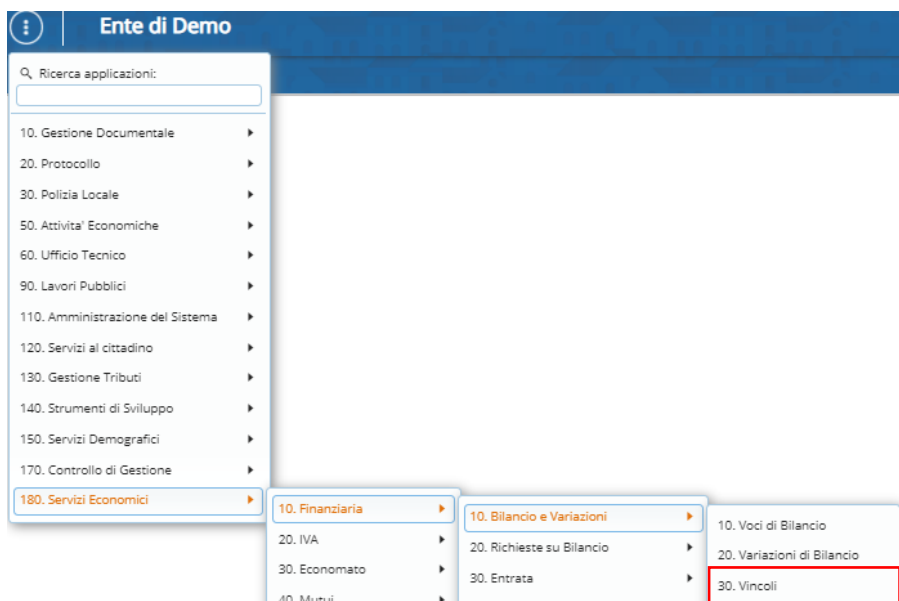 Ente di Demo
Ricerca applicazioni:
10. Gestione Documentale
20. Protocollo
30. Polizia Locale
50. Attivita' Economiche
60. Ufficio Tecnico
90. Lavori Pubblici
110. Amministrazione del Sistema
120. Servizi al cittadino
130. Gestione Tributi
140. Strumenti di Sviluppo
150. Servizi Demografici
170. Controllo di Gestione
180. Servizi Economici
10. Finanziaria
20. IVA
30. Economato
40. Mutui
10. Bilancio e Variazioni
20. Richieste su Bilancio
30. Entrata
10. Voci di Bilancio
20. Variazioni di Bilancio
30. Vincoli